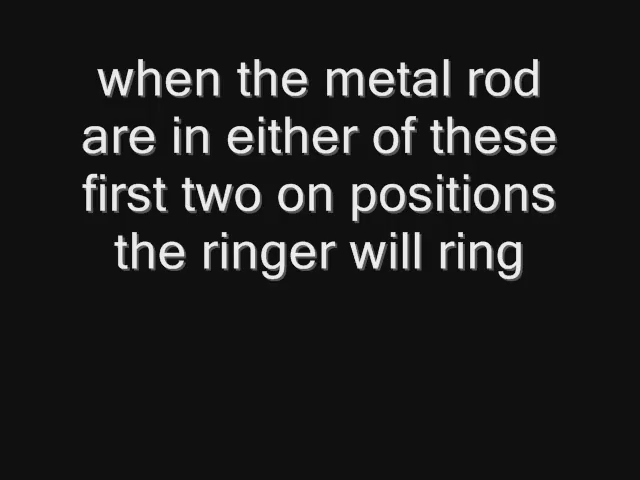 when the metal rod
are in either of these
first two on positions
the ringer will ring